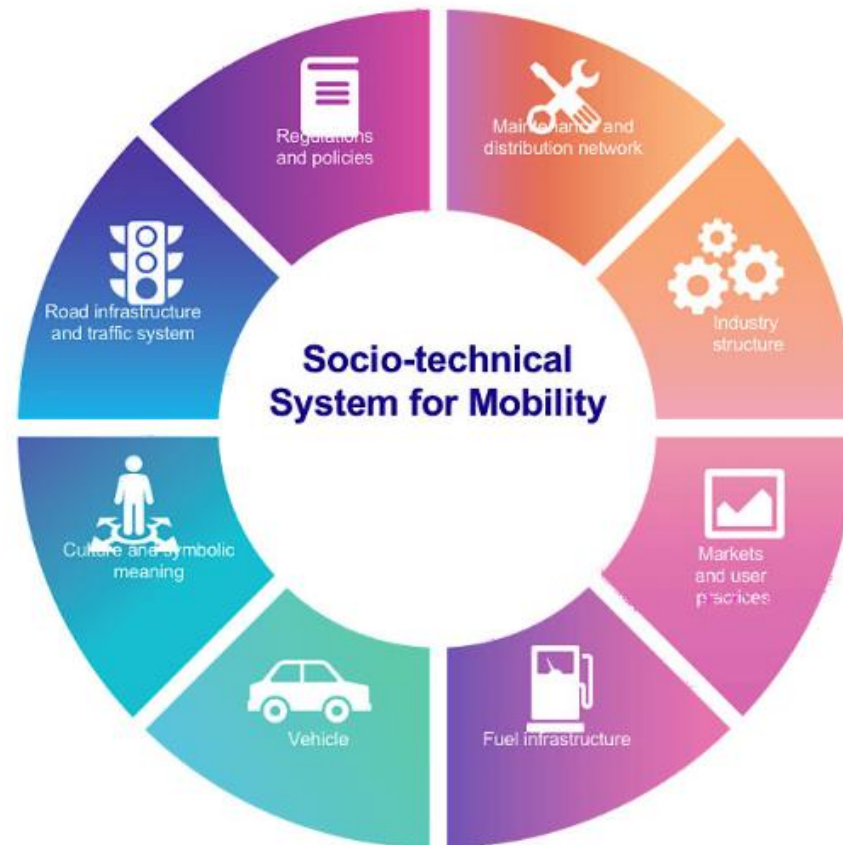 Regulations
and policies
Maintenance and
distribution network
Industry
structure
Markets
and user
practices
Fuel infrastructure
Vehicle
Culture and symbolic
meaning
Road infrastructure
and traffic system
Socio-technical
System for Mobility